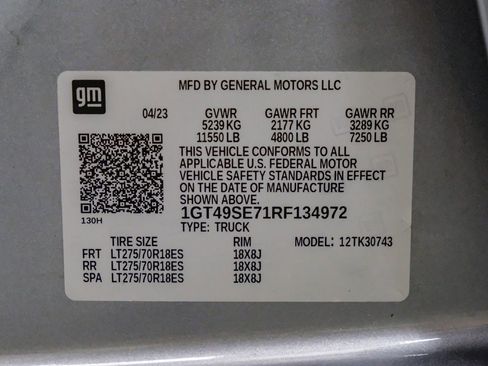 gm
MFD BY GENERAL MOTORS LLC
04/23 GVWR GAWR FRT GAWR RR
5239 KG 2177 KG 3289 KG
11550 LB 4800 LB 7250 LB
THIS VEHICLE CONFORMS TO ALL
APPLICABLE U.S. FEDERAL MOTOR
VEHICLE SAFETY STANDARDS IN EFFECT
ON THE DATE OF MANUFACTURE
SHOWN ABOVE.
1GT49SE71RF134972
130H
TYPE: TRUCK
TIRE SIZE RIM MODEL: 12TK30743
FRT LT275/70R18ES 18X8J
RR LT275/70R18ES 18X8J
SPA LT275/70R18ES 18X8J